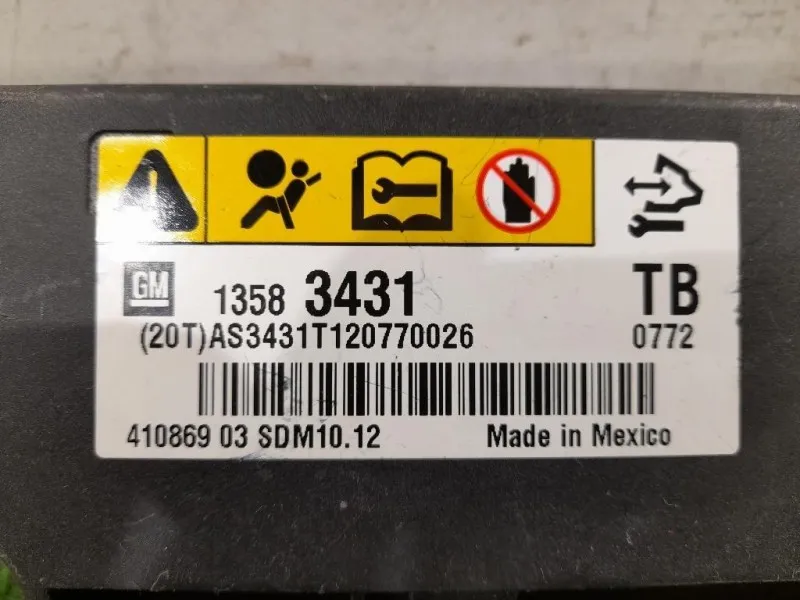 GM 1358 3431 TB
(20T)AS3431T120770026 0772
410869 03 SDM10.12 Made in Mexico